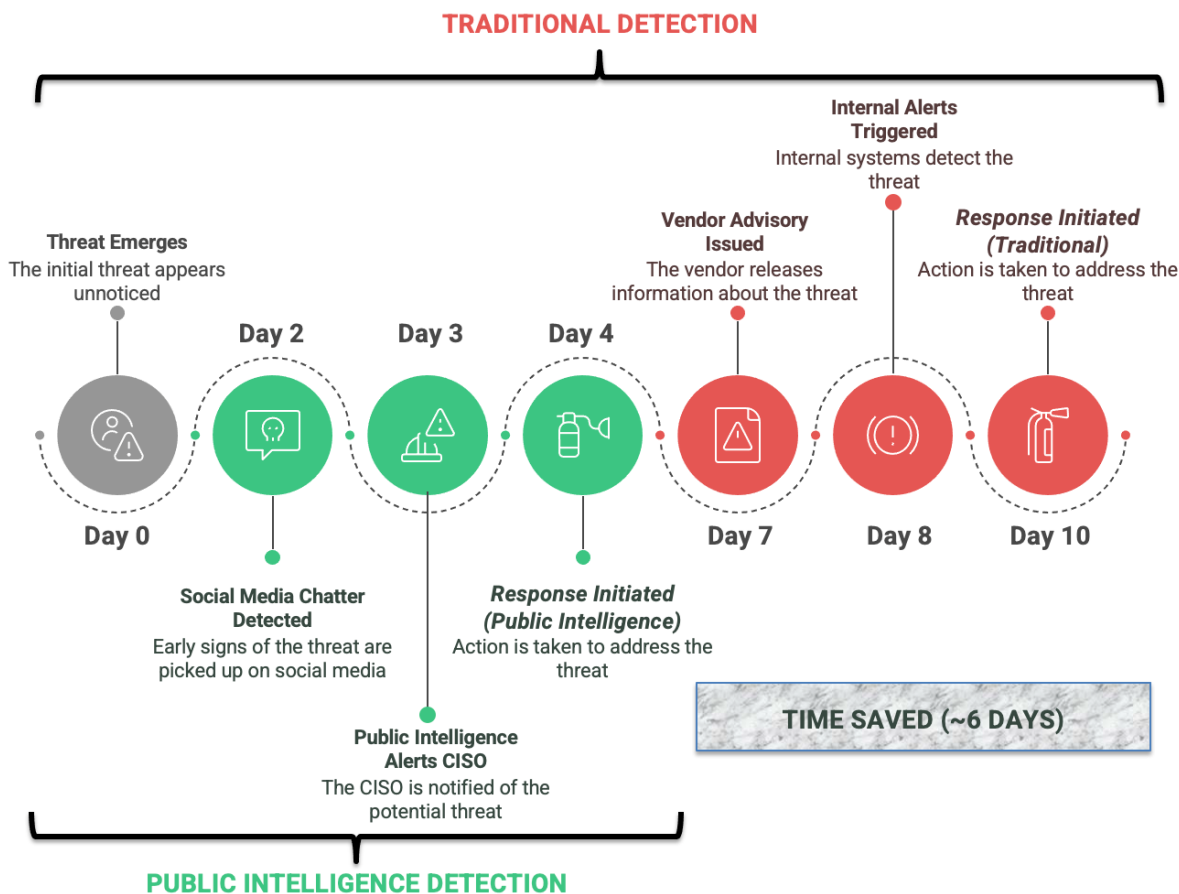 TRADITIONAL DETECTION
Internal Alerts
Triggered
Internal systems detect the
threat
Threat Emerges
The initial threat appears
unnoticed
Vendor Advisory
Issued
The vendor releases
information about the threat
Response Initiated
(Traditional)
Action is taken to address the
threat
Day 2
Day 3
Day 4
Day 0
Day 7
Day 8
Day 10
Social Media Chatter
Detected
Early signs of the threat are
picked up on social media
Response Initiated
(Public Intelligence)
Action is taken to address the
threat
TIME SAVED (~6 DAYS)
Public Intelligence
Alerts CISO
The CISO is notified of the
potential threat
PUBLIC INTELLIGENCE DETECTION